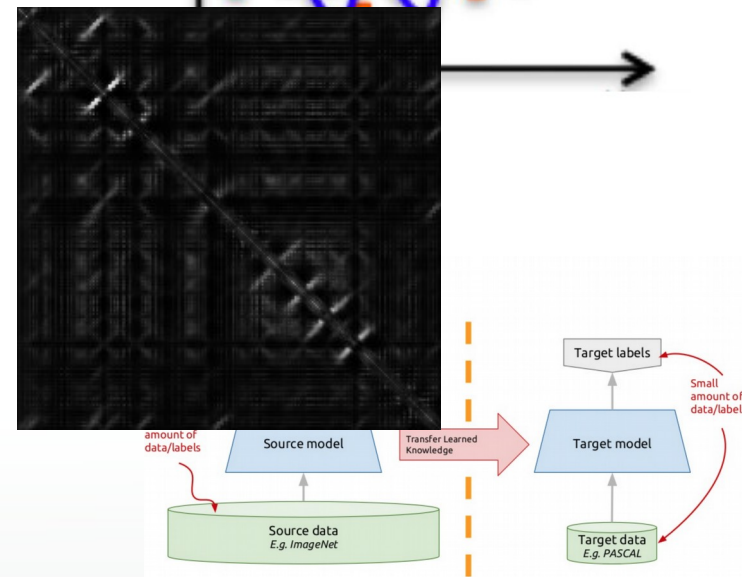 Target labels
Small
amount of
data/label
amount of
data/labels
Source model
Transfer Learned
Knowledge
Target model
Source data
E.g. ImageNet
Target data
E.g. PASCAL